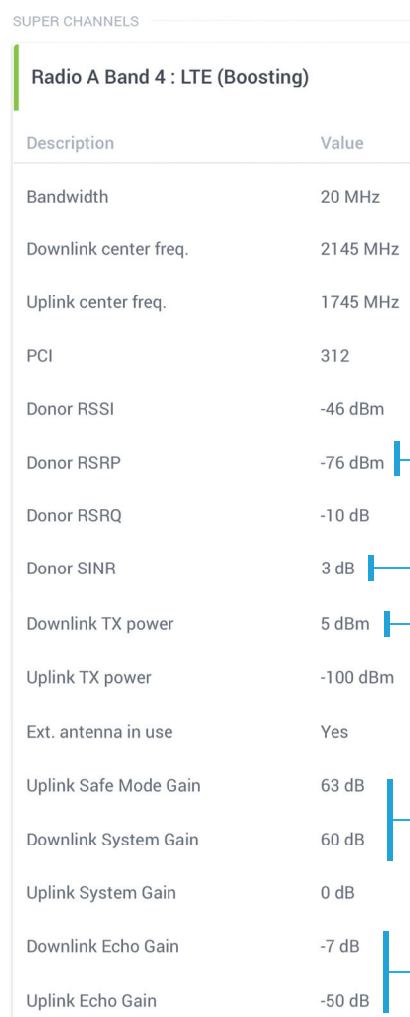 SUPER CHANNELS
Radio A Band 4 : LTE (Boosting)
Description Value
Bandwidth 20 MHz
Downlink center freq. 2145 MHz
Uplink center freq. 1745 MHz
PCI 312
Donor RSSI -46 dBm
Donor RSRP -76 dBm
Donor RSRQ -10 dB
Donor SINR 3 dB
Downlink TX power 5 dBm
Uplink TX power -100 dBm
Ext. antenna in use Yes
Uplink Safe Mode Gain 63 dB
Downlink System Gain 60 dB
Uplink System Gain 0 dB
Downlink Echo Gain -7 dB
Uplink Echo Gain -50 dB